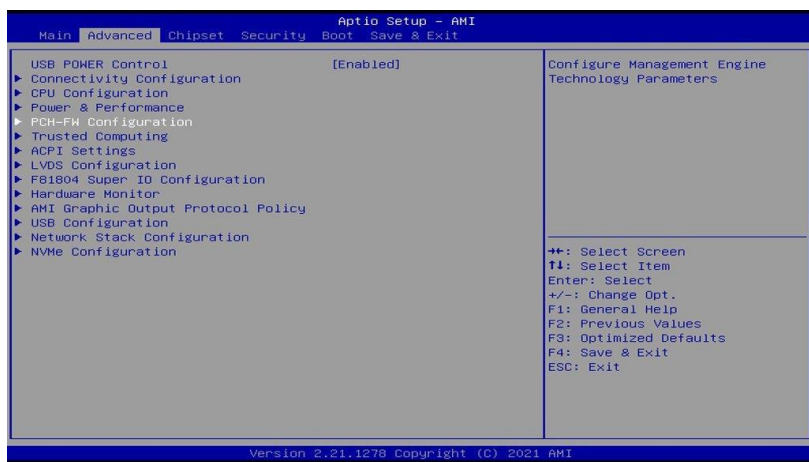 Aptio Setup – AMI
Main Advanced Chipset Security Boot Save & Exit
USB POWER Control [Enabled]
▶ Connectivity Configuration
▶ CPU Configuration
▶ Power & Performance
▶ PCH-FW Configuration
▶ Trusted Computing
▶ ACPI Settings
▶ LVDS Configuration
▶ F81804 Super IO Configuration
▶ Hardware Monitor
▶ AMI Graphic Output Protocol Policy
▶ USB Configuration
▶ Network Stack Configuration
▶ NVMe Configuration
Configure Management Engine
Technology Parameters
→←: Select Screen
↑↓: Select Item
Enter: Select
+/-: Change Opt.
F1: General Help
F2: Previous Values
F3: Optimized Defaults
F4: Save & Exit
ESC: Exit
Version 2.21.1278 Copyright (C) 2021 AMI